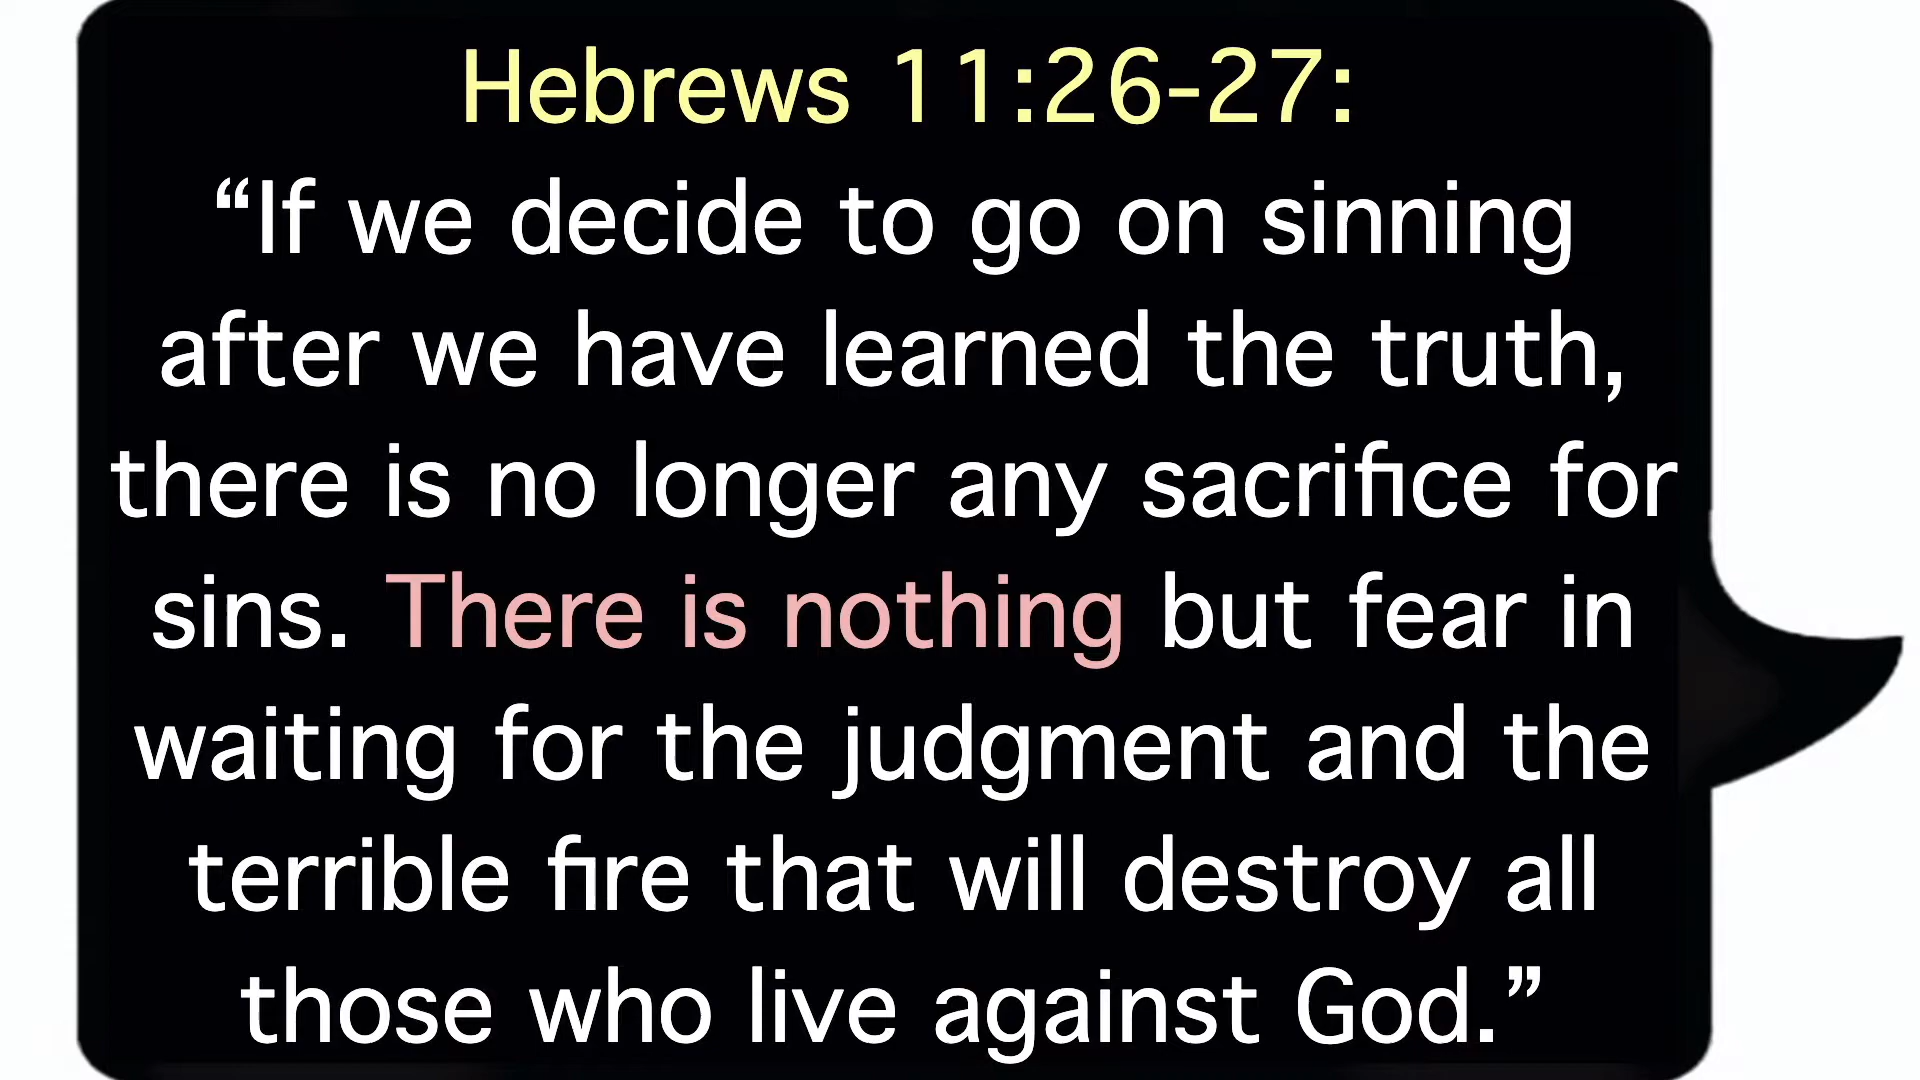 Hebrews 11:26-27:
“If we decide to go on sinning
after we have learned the truth,
there is no longer any sacrifice for
sins. There is nothing but fear in
waiting for the judgment and the
terrible fire that will destroy all
those who live against God.”